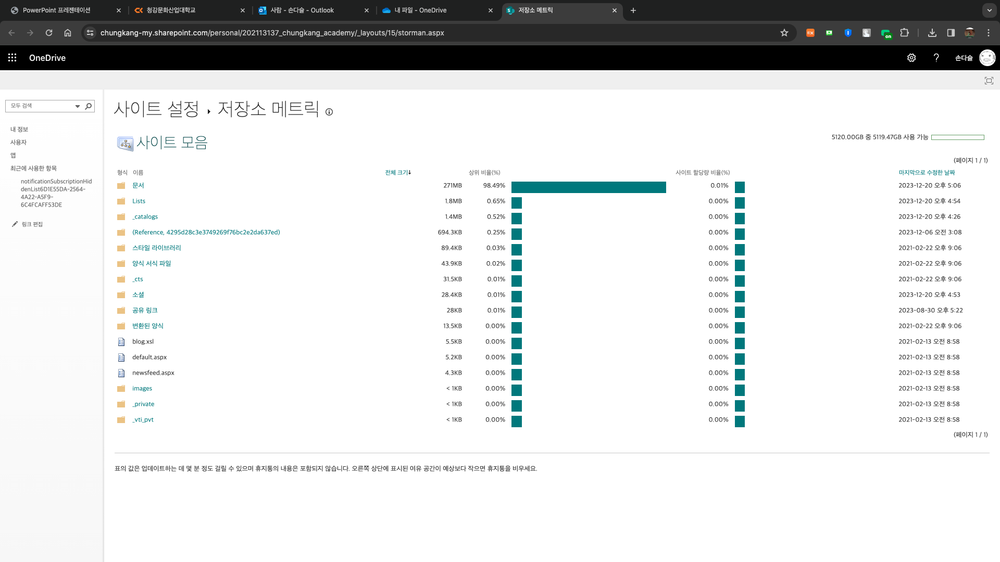 PowerPoint 프레젠테이션
청강문화산업대학교
사람 - 손다슬 - Outlook
내 파일 - OneDrive
저장소 메트릭
chungkang-my.sharepoint.com/personal/202113137_chungkang_academy/_layouts/15/storman.aspx
on
OneDrive
손다슬
모두 검색
내 정보
사용자
앱
최근에 사용한 항목
notificationSubscriptionHid
denList6D1E55DA-2564-
4A22-A5F9-
6C4FCAFF53DE
링크 편집
사이트 설정 ▸ 저장소 메트릭
사이트 모음
5120.00GB 중 5119.47GB 사용 가능
(페이지 1 / 1)
형식 이름 전체 크기↓ 상위 비율(%) 사이트 할당량 비율(%) 마지막으로 수정한 날짜
문서 271MB 98.49% 0.01% 2023-12-20 오후 5:06
Lists 1.8MB 0.65% 0.00% 2023-12-20 오후 4:54
_catalogs 1.4MB 0.52% 0.00% 2023-12-20 오후 4:26
(Reference, 4295d28c3e3749269f76bc2e2da637ed) 694.3KB 0.25% 0.00% 2023-12-06 오전 3:08
스타일 라이브러리 89.4KB 0.03% 0.00% 2021-02-22 오후 9:06
양식 서식 파일 43.9KB 0.02% 0.00% 2021-02-22 오후 9:06
_cts 31.5KB 0.01% 0.00% 2021-02-22 오후 9:06
소셜 28.4KB 0.01% 0.00% 2023-12-20 오후 4:53
공유 링크 28KB 0.01% 0.00% 2023-08-30 오후 5:22
변환된 양식 13.5KB 0.00% 0.00% 2021-02-22 오후 9:06
blog.xsl 5.5KB 0.00% 0.00% 2021-02-13 오전 8:58
default.aspx 5.2KB 0.00% 0.00% 2021-02-13 오전 8:58
newsfeed.aspx 4.3KB 0.00% 0.00% 2021-02-13 오전 8:58
images < 1KB 0.00% 0.00% 2021-02-13 오전 8:58
_private < 1KB 0.00% 0.00% 2021-02-13 오전 8:58
_vti_pvt < 1KB 0.00% 0.00% 2021-02-13 오전 8:58
(페이지 1 / 1)
표의 값은 업데이트하는 데 몇 분 정도 걸릴 수 있으며 휴지통의 내용은 포함되지 않습니다. 오른쪽 상단에 표시된 여유 공간이 예상보다 작으면 휴지통을 비우세요.